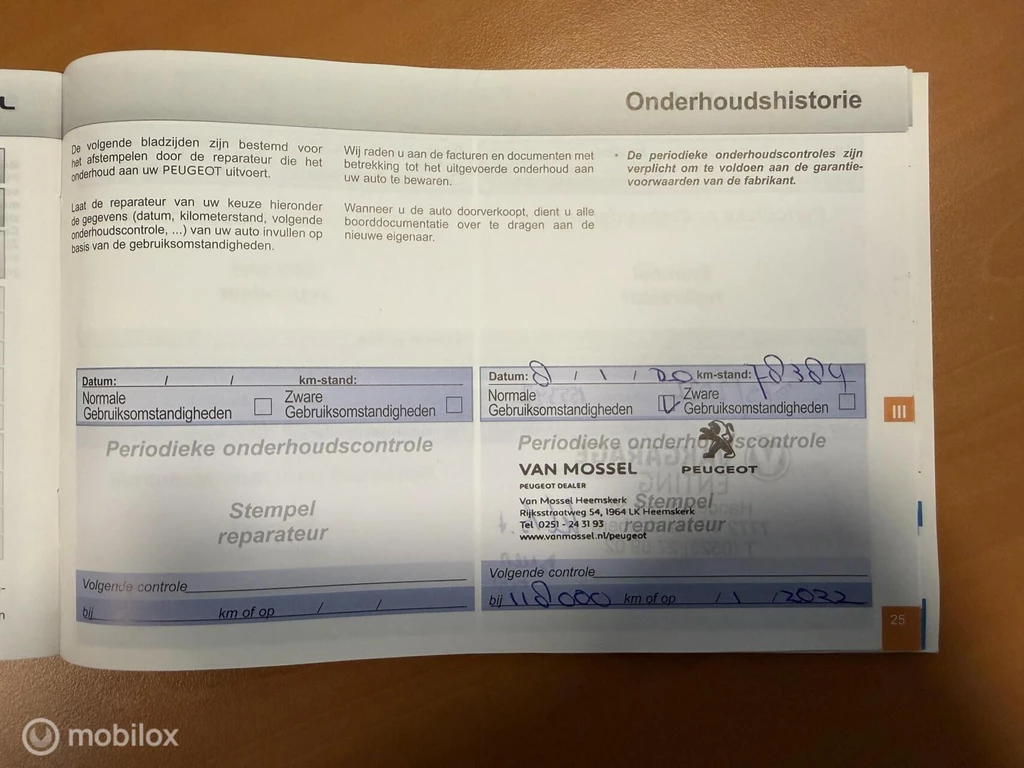 L
Onderhoudshistorie
De volgende bladzijden zijn bestemd voor
het afstempelen door de reparateur die het
onderhoud aan uw PEUGEOT uitvoert.
Laat de reparateur van uw keuze hieronder
de gegevens (datum, kilometerstand, volgende
onderhoudscontrole, ...) van uw auto invullen op
basis van de gebruiksomstandigheden.
Wij raden u aan de facturen en documenten met
betrekking tot het uitgevoerde onderhoud aan
uw auto te bewaren.
Wanneer u de auto doorverkoopt, dient u alle
boorddocumentatie over te dragen aan de
nieuwe eigenaar.
• De periodieke onderhoudscontroles zijn
verplicht om te voldoen aan de garantie-
voorwaarden van de fabrikant.
Datum: / / km-stand:
Normale
Gebruiksomstandigheden
Zware
Gebruiksomstandigheden
Periodieke onderhoudscontrole
Stempel
reparateur
Volgende controle
bij km of op / /
Datum: 8 / 1 / 20 km-stand: 78384
Normale
Gebruiksomstandigheden
Zware
Gebruiksomstandigheden
Periodieke onderhoudscontrole
VAN MOSSEL
PEUGEOT DEALER
PEUGEOT
Van Mossel Heemskerk
Rijksstraatweg 54, 1964 LK Heemskerk
Tel 0251 - 24 31 93
www.vanmossel.nl/peugeot
Stempel
reparateur
Volgende controle
bij 118000 km of op / 1 / 2022
III
25
mobilox